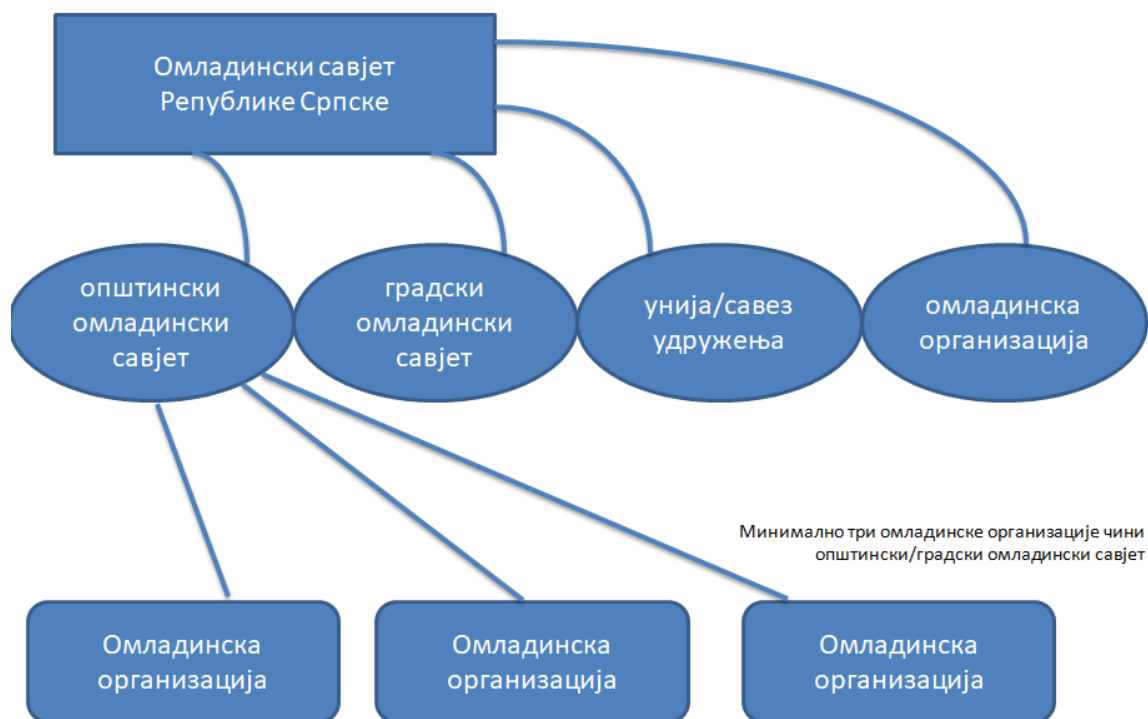 Омладински савјет
Републике Српске
општински
омладински
савјет
градски
омладински
савјет
унија/савез
удружења
омладинска
организација
Минимално три омладинске организације чини
општински/градски омладински савјет
Омладинска
организација
Омладинска
организација
Омладинска
организација